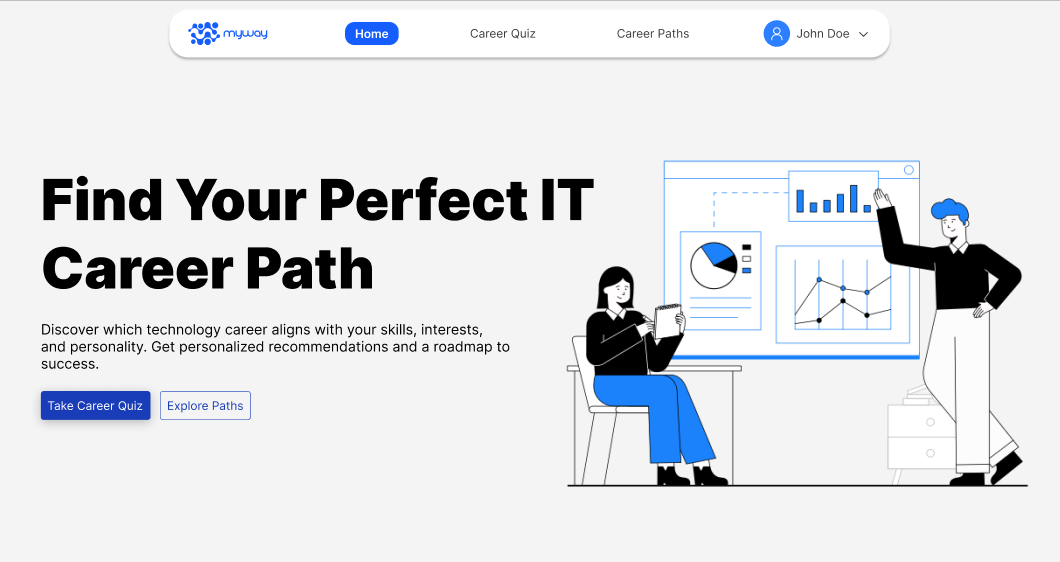 myway
Home
Career Quiz
Career Paths
John Doe
Find Your Perfect IT
Career Path
Discover which technology career aligns with your skills, interests,
and personality. Get personalized recommendations and a roadmap to
success.
Take Career Quiz
Explore Paths